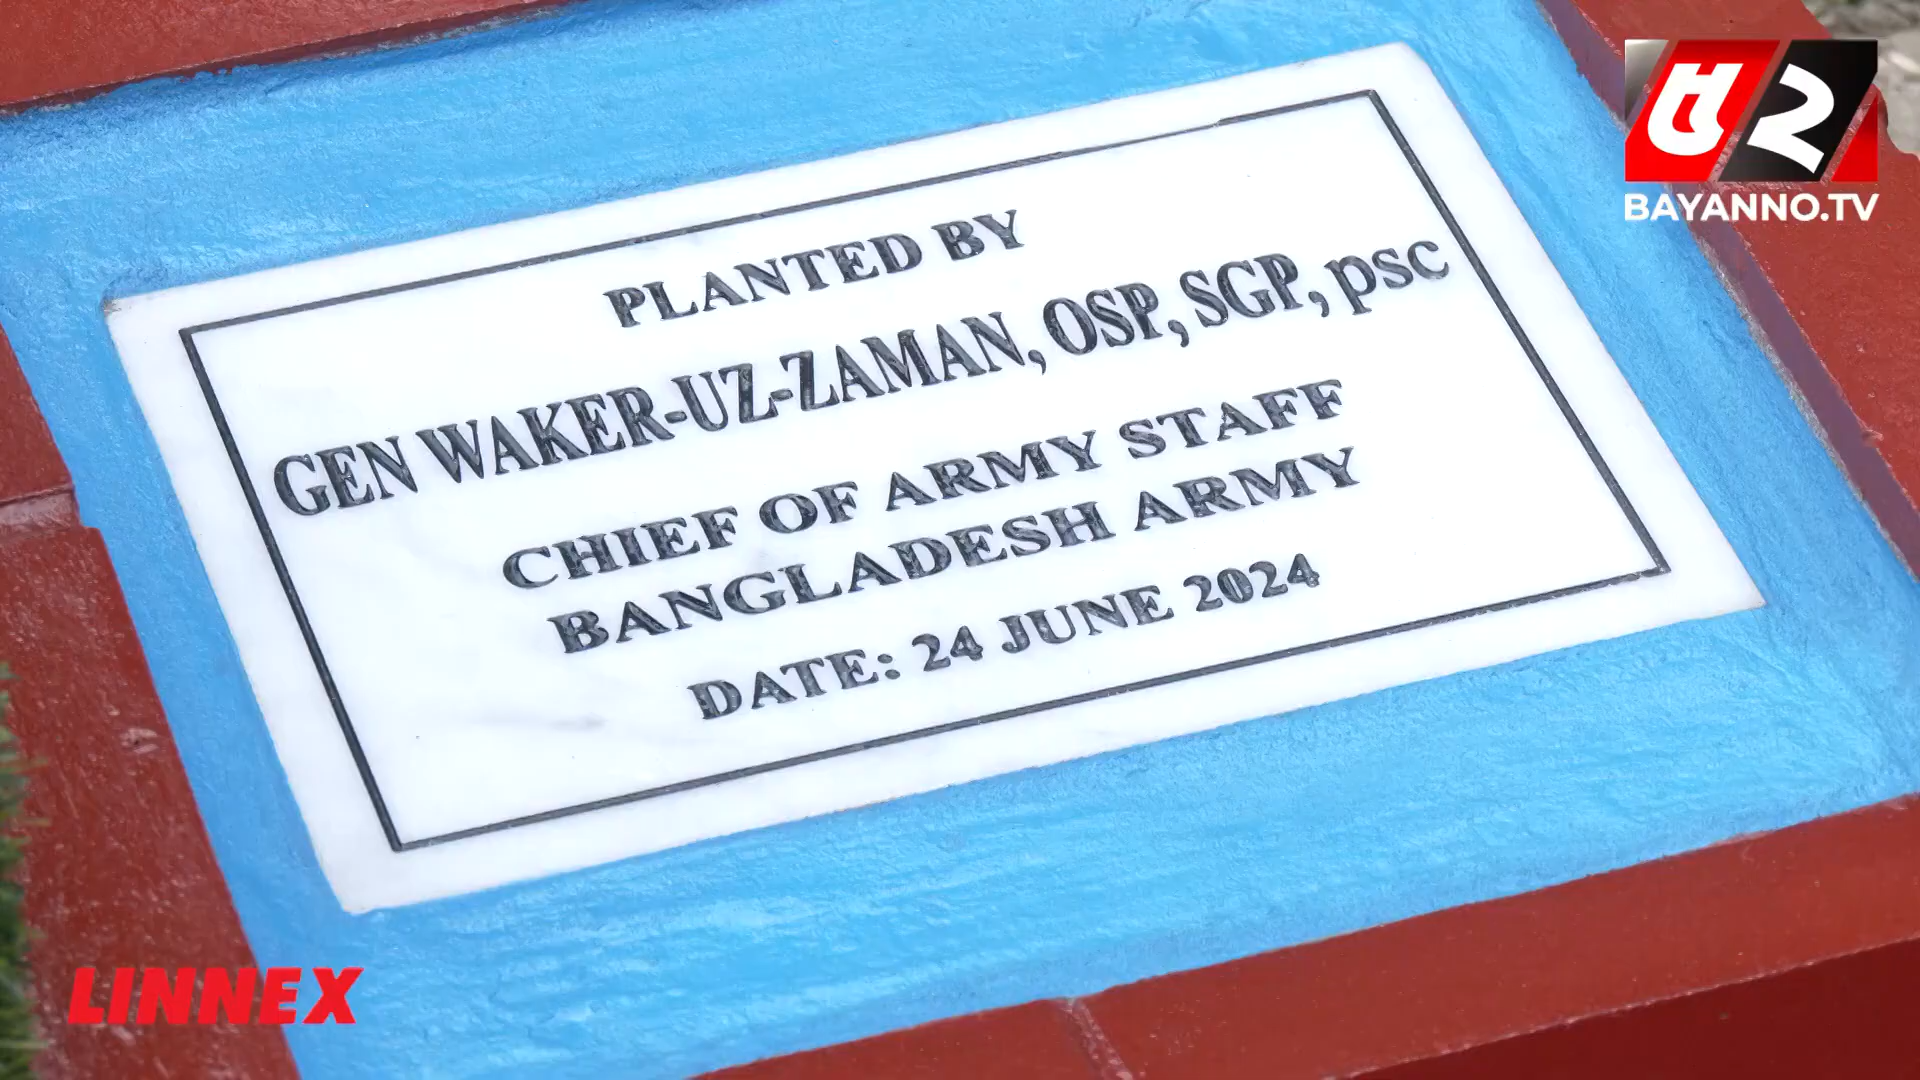 ৫২
BAYANNO.TV
PLANTED BY
GEN WAKER-UZ-ZAMAN, OSP, SGP, psc
CHIEF OF ARMY STAFF
BANGLADESH ARMY
DATE: 24 JUNE 2024
LINNEX